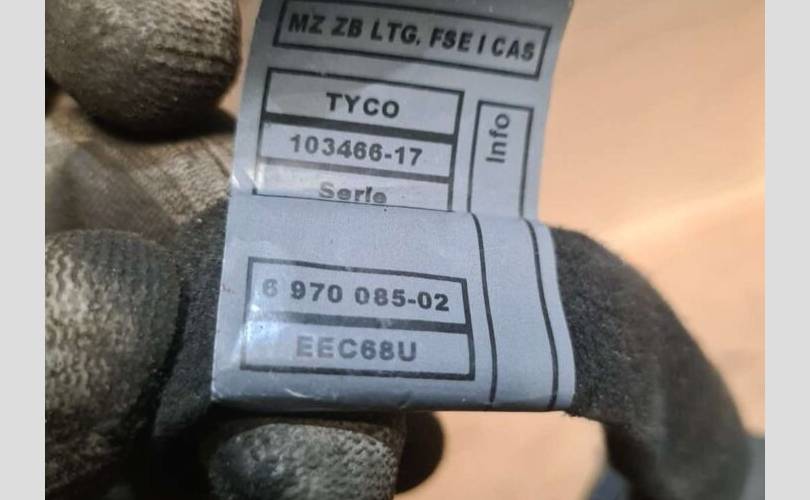 MZ ZB LTG. FSE I CAS
TYCO
103466-17
Serie
Info
6 970 085-02
EEC68U